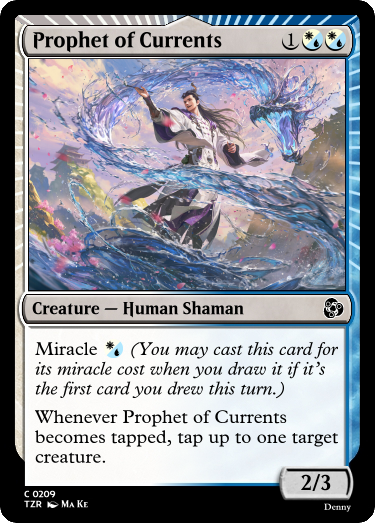 Prophet of Currents 1
Creature — Human Shaman
Miracle (You may cast this card for
its miracle cost when you draw it if it's
the first card you drew this turn.)
Whenever Prophet of Currents
becomes tapped, tap up to one target
creature.
2/3
C 0209
TZR Ma Ke
Denny